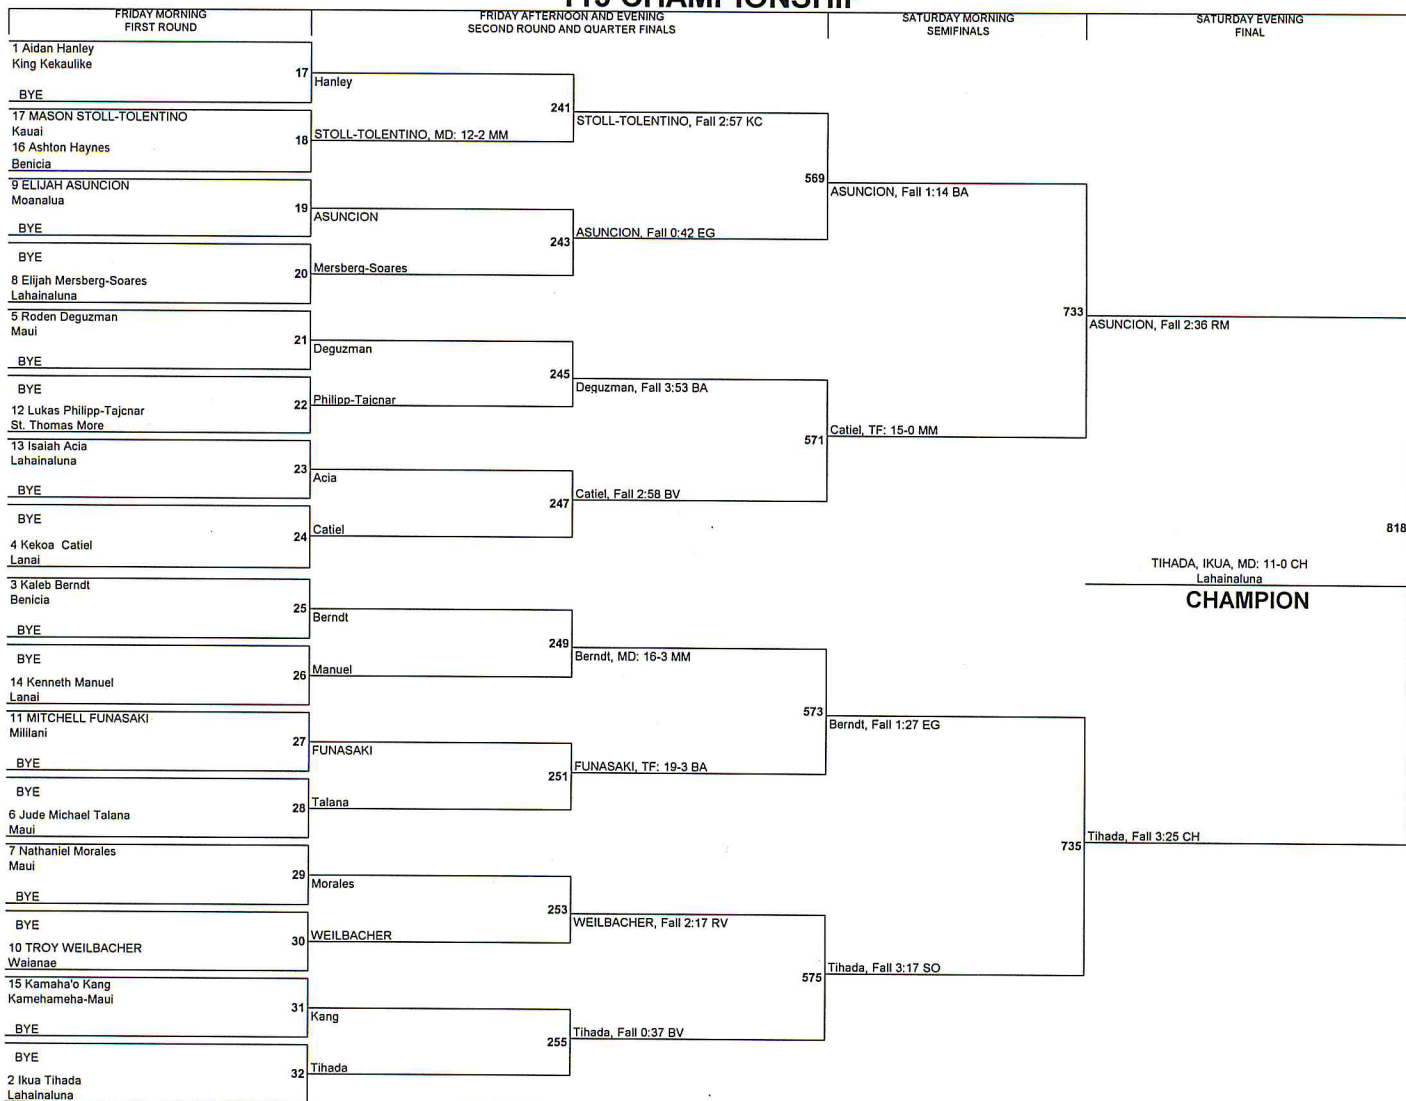 FRIDAY MORNING
FIRST ROUND
FRIDAY AFTERNOON AND EVENING
SECOND ROUND AND QUARTER FINALS
SATURDAY MORNING
SEMIFINALS
SATURDAY EVENING
FINAL
1 Aidan Hanley
King Kekaulike
17
BYE
17 MASON STOLL-TOLENTINO
Kauai
18
16 Ashton Haynes
Benicia
9 ELIJAH ASUNCION
Moanalua
19
BYE
BYE
20
8 Elijah Mersberg-Soares
Lahainaluna
5 Roden Deguzman
Maui
21
BYE
BYE
22
12 Lukas Philipp-Tajcnar
St. Thomas More
13 Isaiah Acia
Lahainaluna
23
BYE
BYE
24
4 Kekoa Catiel
Lanai
3 Kaleb Berndt
Benicia
25
BYE
BYE
26
14 Kenneth Manuel
Lanai
11 MITCHELL FUNASAKI
Mililani
27
BYE
BYE
28
6 Jude Michael Talana
Maui
7 Nathaniel Morales
Maui
29
BYE
BYE
30
10 TROY WEILBACHER
Waianae
15 Kamaha'o Kang
Kamehameha-Maui
31
BYE
BYE
32
2 Ikua Tihada
Lahainaluna
Hanley
241
STOLL-TOLENTINO, MD: 12-2 MM
ASUNCION
243
Mersberg-Soares
Deguzman
245
Philipp-Tajcnar
Acia
247
Catiel
Berndt
249
Manuel
FUNASAKI
251
Talana
Morales
253
WEILBACHER
Kang
255
Tihada
STOLL-TOLENTINO, Fall 2:57 KC
569
ASUNCION, Fall 0:42 EG
Deguzman, Fall 3:53 BA
571
Catiel, Fall 2:58 BV
Berndt, MD: 16-3 MM
573
FUNASAKI, TF: 19-3 BA
WEILBACHER, Fall 2:17 RV
575
Tihada, Fall 0:37 BV
ASUNCION, Fall 1:14 BA
733
Catiel, TF: 15-0 MM
Berndt, Fall 1:27 EG
735
Tihada, Fall 3:17 SO
ASUNCION, Fall 2:36 RM
818
Tihada, Fall 3:25 CH
TIHADA, IKUA, MD: 11-0 CH
Lahainaluna
CHAMPION